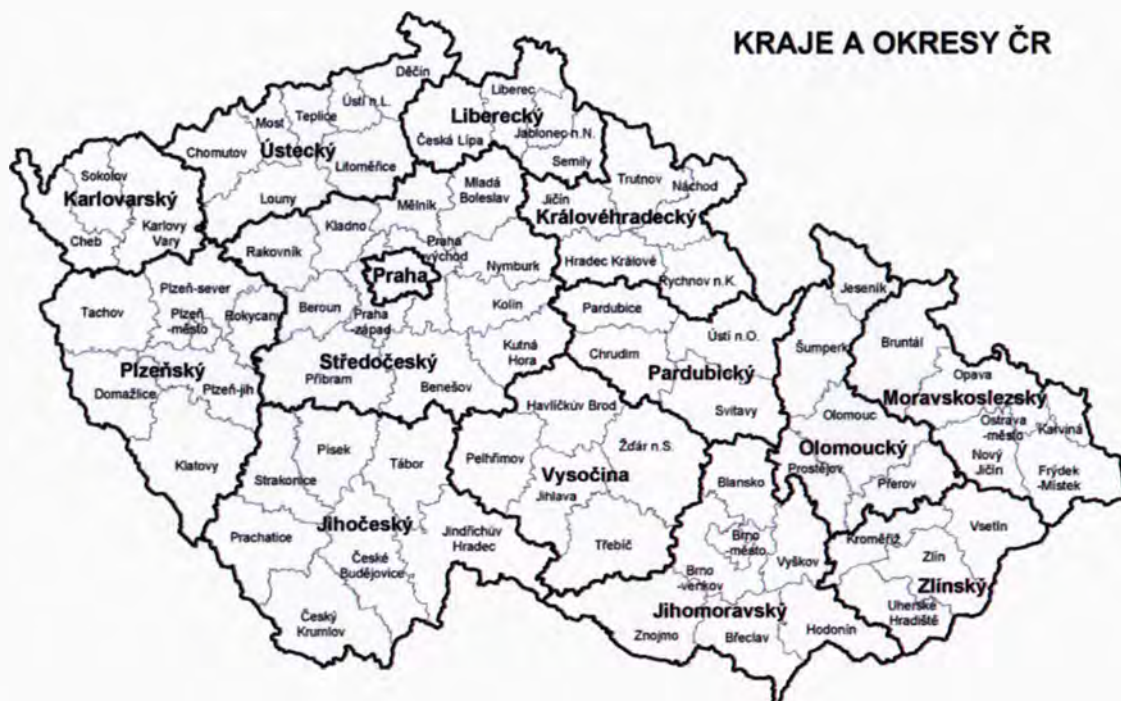 KRAJE A OKRESY ČR
Děčín
Liberec
Ústí n.L.
Teplice
Most
Liberecký
Jablonec n.N.
Česká Lípa
Chomutov
Ústecký
Litoměřice
Semily
Sokolov
Trutnov
Náchod
Mladá
Boleslav
Karlovarský
Louny
Mělník
Jičín
Královéhradecký
Karlovy
Vary
Kladno
Cheb
Rakovník
Praha
východ
Nymburk
Hradec Králové
Praha
Rychnov n.K.
Jeseník
Plzeň-sever
Tachov
Plzeň
-město
Rokycany
Beroun
Praha
-západ
Kolín
Pardubice
Ústí n.O.
Šumperk
Bruntál
Kutná
Hora
Chrudim
Středočeský
Plzeňský
Pardubický
Opava
Domažlice
Plzeň-jih
Příbram
Benešov
Moravskoslezský
Havlíčkův Brod
Svitavy
Olomouc
Ostrava
-město
Karviná
Olomoucký
Klatovy
Písek
Tábor
Pelhřimov
Žďár n.S.
Nový
Jičín
Prostějov
Frýdek
-Místek
Strakonice
Vysočina
Blansko
Přerov
Jihlava
Jihočeský
Vsetín
Prachatice
Jindřichův
Hradec
Třebíč
Brno
-město
Kroměříž
České
Budějovice
Vyškov
Zlín
Brno
-venkov
Zlínský
Jihomoravský
Uherské
Hradiště
Český
Krumlov
Znojmo
Břeclav
Hodonín